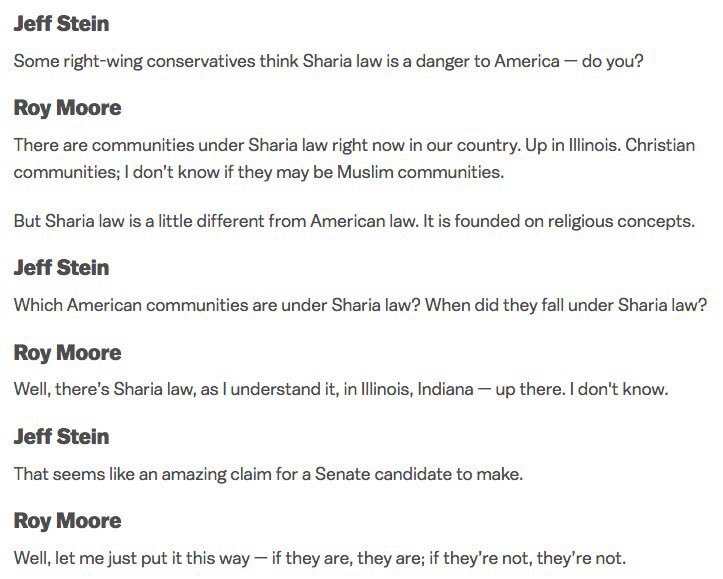 Jeff Stein
Some right-wing conservatives think Sharia law is a danger to America — do you?
Roy Moore
There are communities under Sharia law right now in our country. Up in Illinois. Christian
communities; I don't know if they may be Muslim communities.
But Sharia law is a little different from American law. It is founded on religious concepts.
Jeff Stein
Which American communities are under Sharia law? When did they fall under Sharia law?
Roy Moore
Well, there's Sharia law, as I understand it, in Illinois, Indiana — up there. I don't know.
Jeff Stein
That seems like an amazing claim for a Senate candidate to make.
Roy Moore
Well, let me just put it this way — if they are, they are; if they're not, they're not.